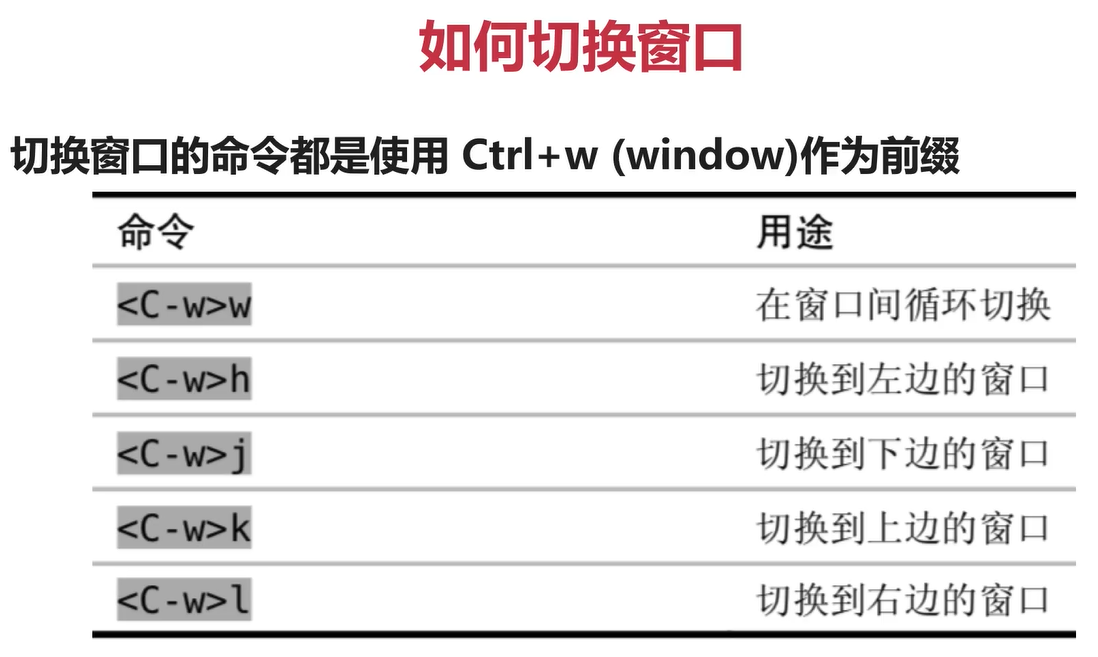 如何切换窗口
切换窗口的命令都是使用 Ctrl+w (window)作为前缀
命令 用途
<C-w>w 在窗口间循环切换
<C-w>h 切换到左边的窗口
<C-w>j 切换到下边的窗口
<C-w>k 切换到上边的窗口
<C-w>l 切换到右边的窗口